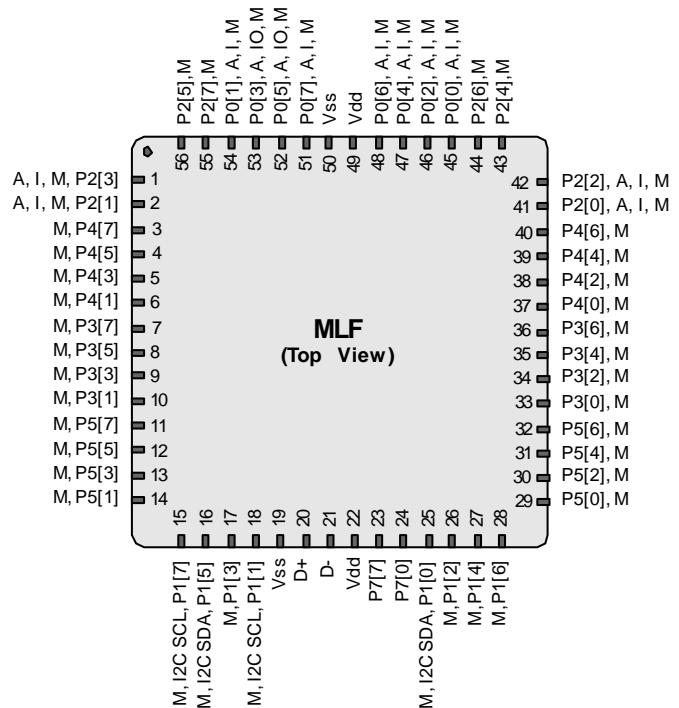 P2[5], M
P2[7], M
P0[1], A, I, M
P0[3], A, IO, M
P0[5], A, IO, M
P0[7], A, I, M
Vss
Vdd
P0[6], A, I, M
P0[4], A, I, M
P0[2], A, I, M
P0[0], A, I, M
P2[6], M
P2[4], M
56
55
54
53
52
51
50
49
48
47
46
45
44
43
A, I, M, P2[3] 1
A, I, M, P2[1] 2
M, P4[7] 3
M, P4[5] 4
M, P4[3] 5
M, P4[1] 6
M, P3[7] 7
M, P3[5] 8
M, P3[3] 9
M, P3[1] 10
M, P5[7] 11
M, P5[5] 12
M, P5[3] 13
M, P5[1] 14
MLF
(Top View)
42 P2[2], A, I, M
41 P2[0], A, I, M
40 P4[6], M
39 P4[4], M
38 P4[2], M
37 P4[0], M
36 P3[6], M
35 P3[4], M
34 P3[2], M
33 P3[0], M
32 P5[6], M
31 P5[4], M
30 P5[2], M
29 P5[0], M
15
16
17
18
19
20
21
22
23
24
25
26
27
28
M, I2C SCL, P1[7]
M, I2C SDA, P1[5]
M, P1[3]
M, I2C SCL, P1[1]
Vss
D+
D-
Vdd
P7[7]
P7[0]
M, I2C SDA, P1[0]
M, P1[2]
M, P1[4]
M, P1[6]